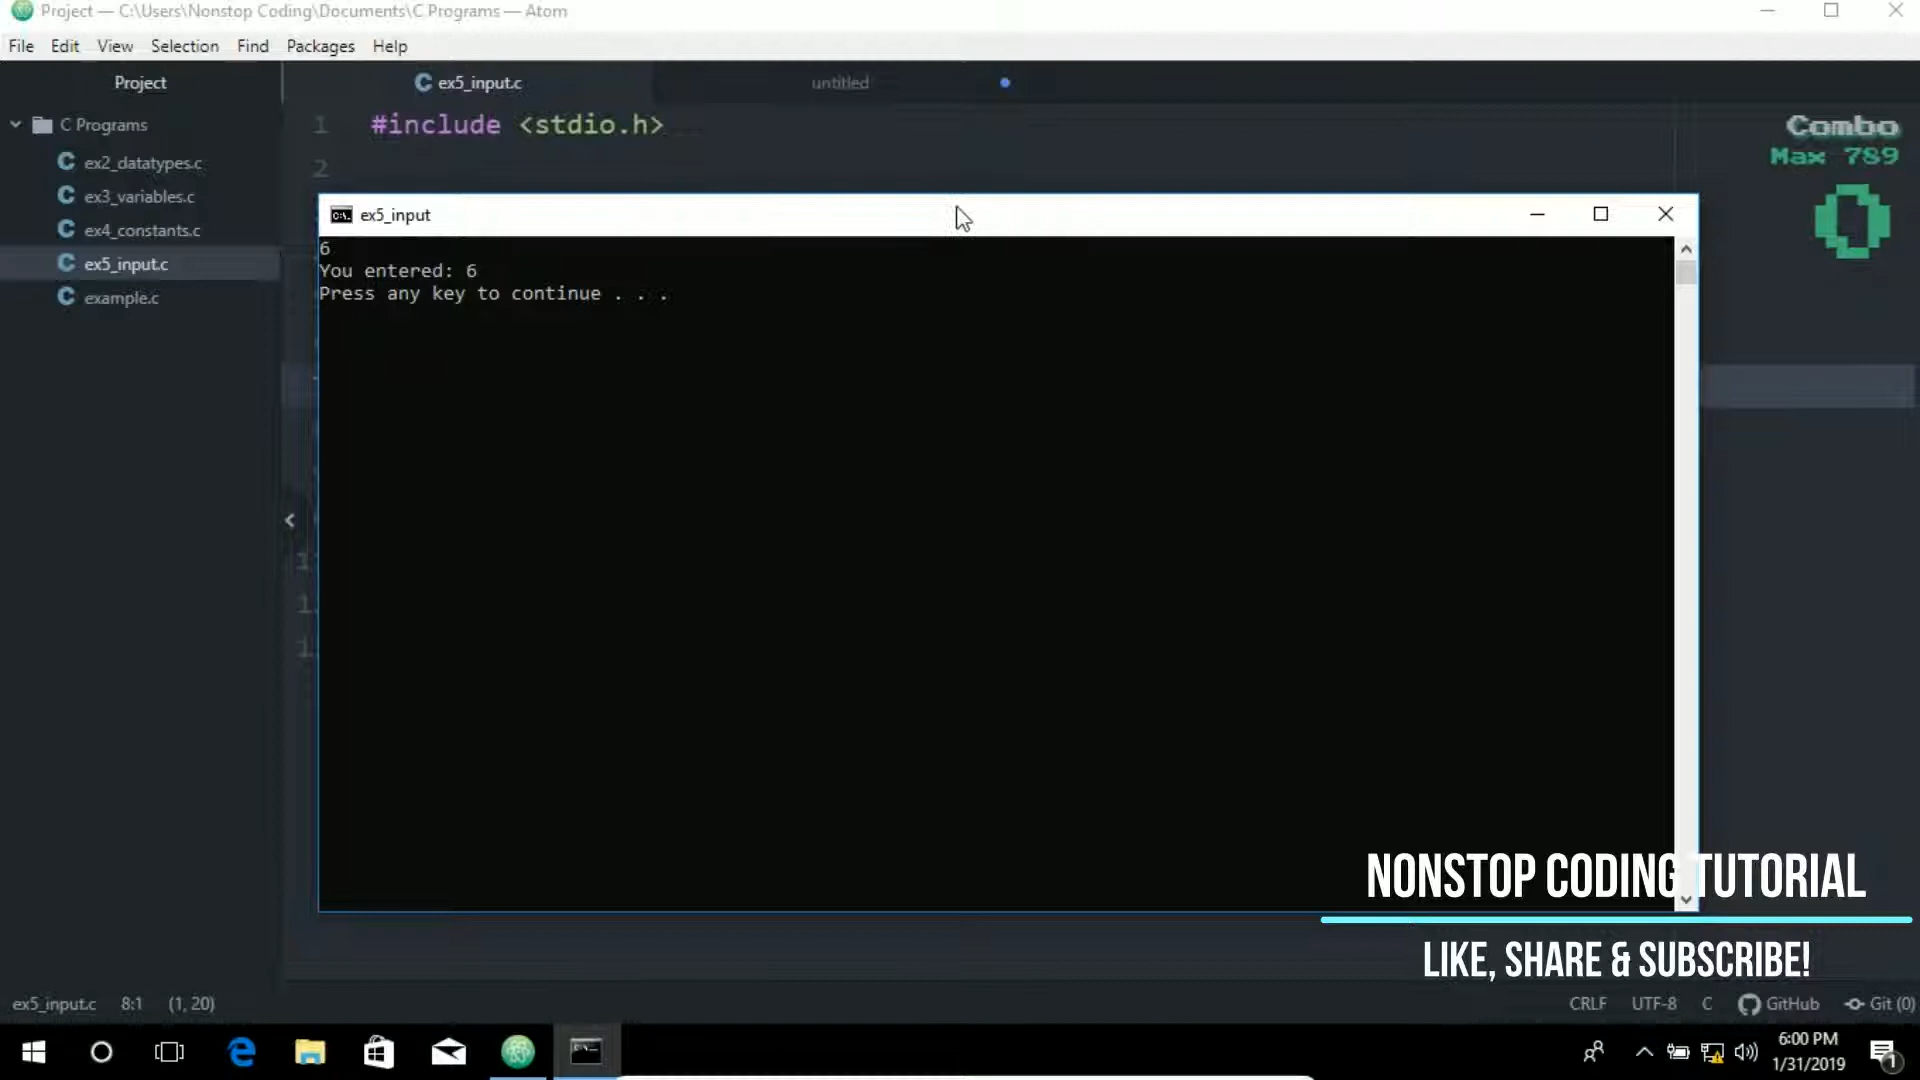 Project — C:\Users\Nonstop Coding\Documents\C Programs — Atom
File Edit View Selection Find Packages Help
Project
ex5_input.c
untitled
C Programs
ex2_datatypes.c
ex3_variables.c
ex4_constants.c
ex5_input.c
example.c
1 #include <stdio.h>
2
Combo
Max 789
0
ex5_input
6
You entered: 6
Press any key to continue . . .
NONSTOP CODING TUTORIAL
LIKE, SHARE & SUBSCRIBE!
ex5_input.c 8:1 (1, 20)
CRLF UTF-8 C GitHub Git (0)
6:00 PM
1/31/2019
1